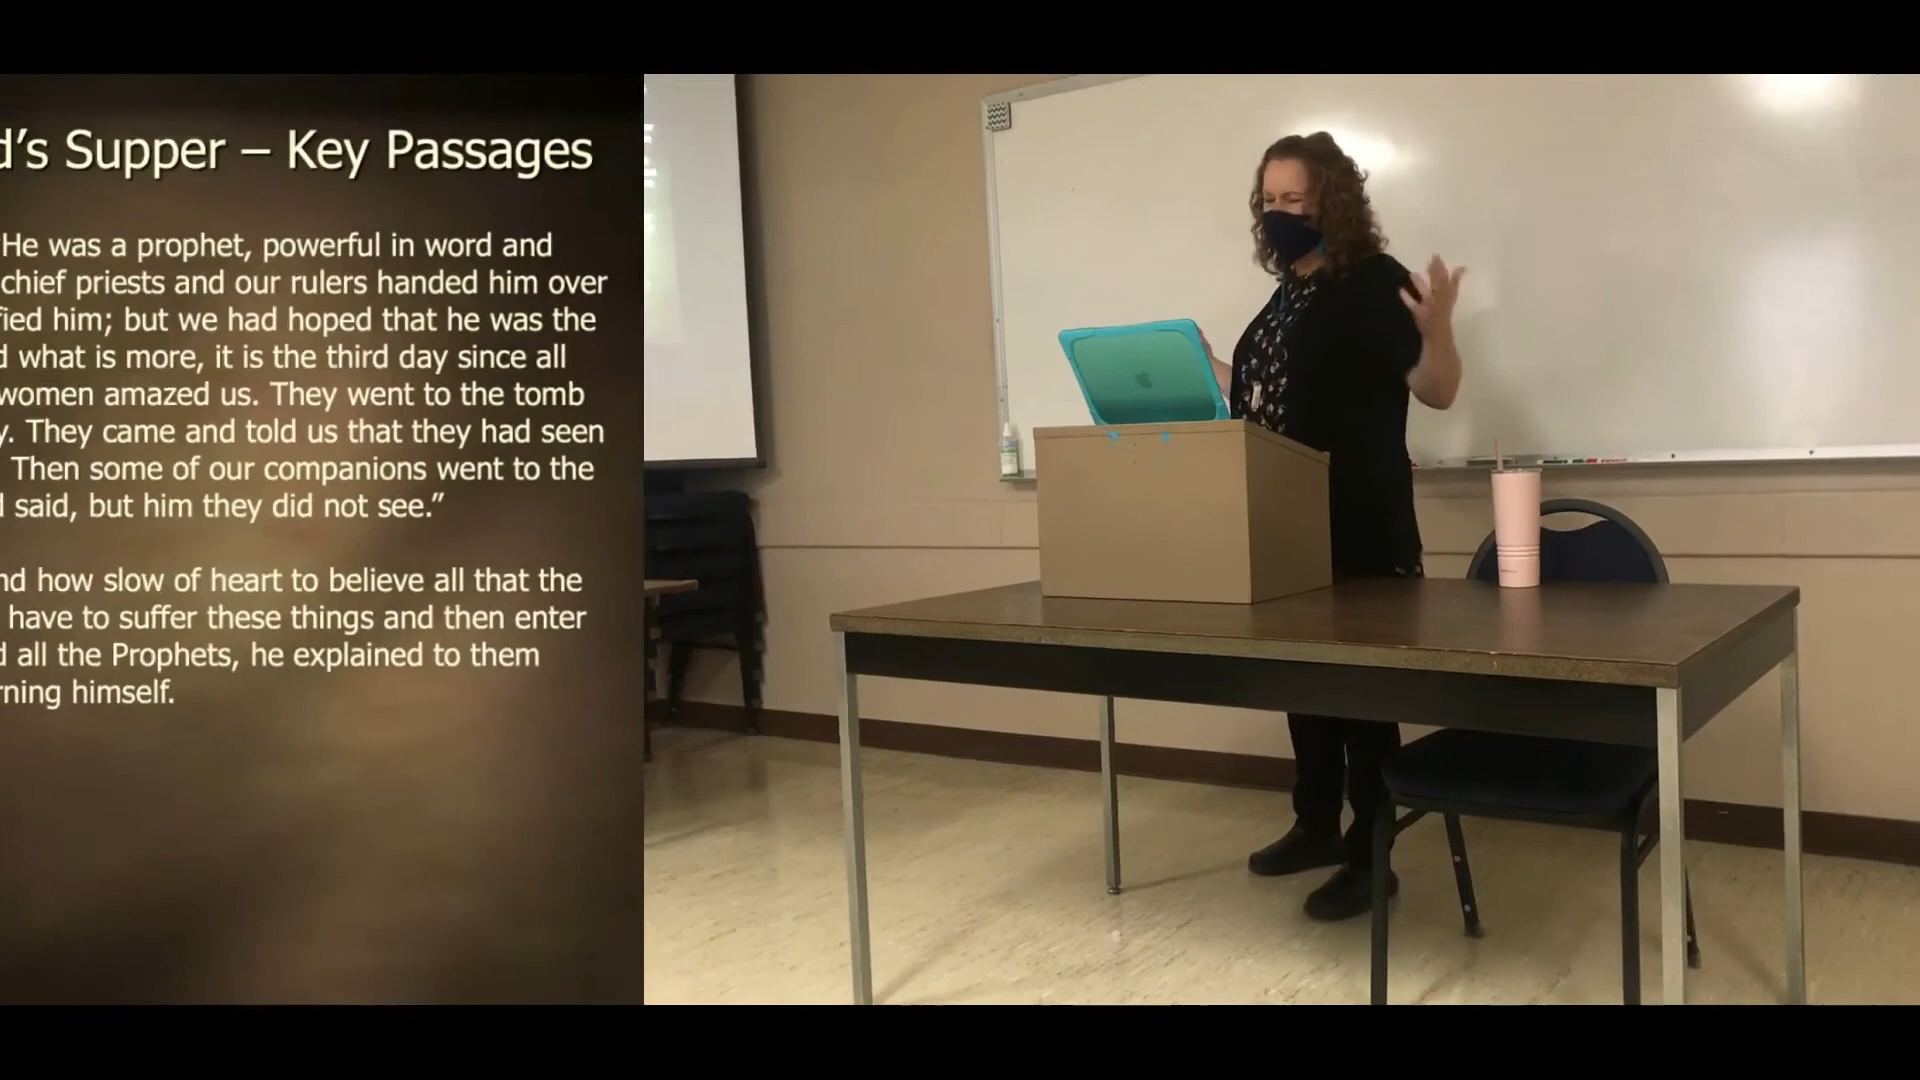 d's Supper – Key Passages
He was a prophet, powerful in word and
chief priests and our rulers handed him over
fied him; but we had hoped that he was the
d what is more, it is the third day since all
women amazed us. They went to the tomb
y. They came and told us that they had seen
Then some of our companions went to the
d said, but him they did not see.”
nd how slow of heart to believe all that the
have to suffer these things and then enter
d all the Prophets, he explained to them
rning himself.